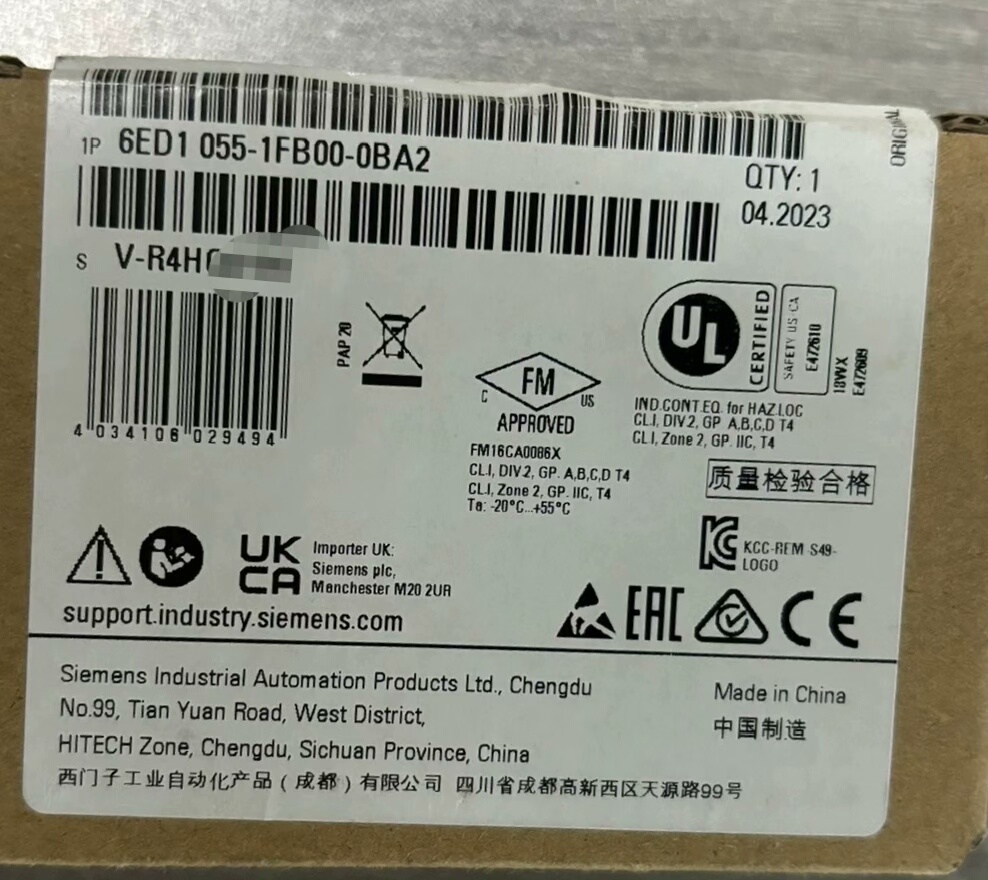 ORIGINAL
1P 6ED1 055-1FB00-0BA2
QTY: 1
04.2023
S V-R4H
4 034106 029494
PAP 20
C FM US
APPROVED
FM16CA0086X
CL.I, DIV.2, GP. A,B,C,D T4
CL.I, Zone 2, GP. IIC, T4
Ta: -20°C...+55°C
UL
CERTIFIED
SAFETY US CA
E472610
18WX
E472609
IND.CONT.EQ. for HAZ.LOC
CL.I, DIV.2, GP A,B,C,D T4
CL.I, Zone 2, GP. IIC, T4
质量检验合格
KCC-REM-S49-
LOGO
UK
CA
Importer UK:
Siemens plc,
Manchester M20 2UR
support.industry.siemens.com
EAC
CE
Siemens Industrial Automation Products Ltd., Chengdu
No.99, Tian Yuan Road, West District,
HITECH Zone, Chengdu, Sichuan Province, China
西门子工业自动化产品（成都）有限公司 四川省成都高新西区天源路99号
Made in China
中国制造